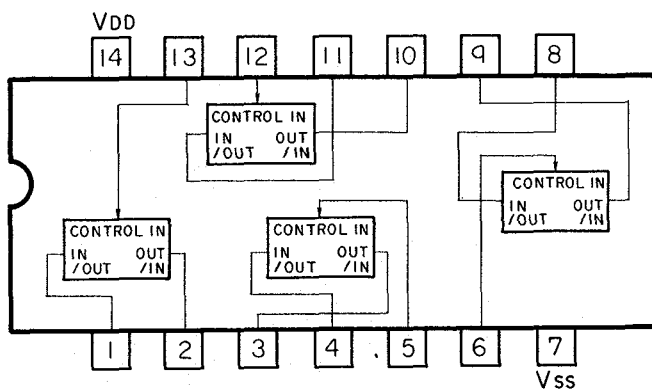 VDD
14 13 12 11 10 9 8
CONTROL IN
IN OUT
/OUT /IN
CONTROL IN
IN OUT
/OUT /IN
CONTROL IN
IN OUT
/OUT /IN
CONTROL IN
IN OUT
/OUT /IN
1 2 3 4 5 6 7
VSS